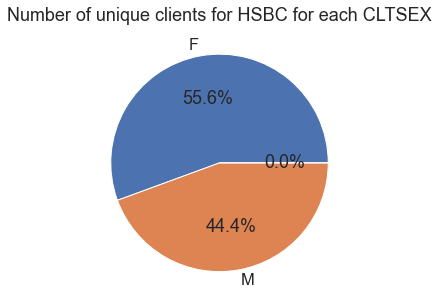 Number of unique clients for HSBC for each CLTSEX
F
55.6%
0.0%
44.4%
M